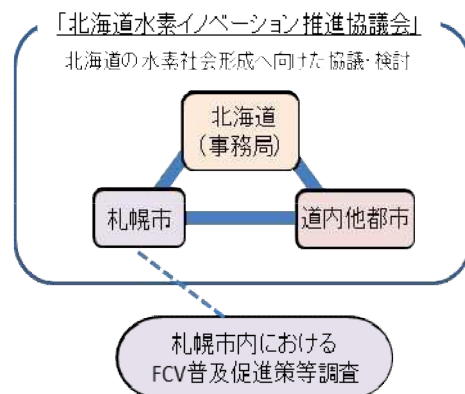 「北海道水素イノベーション推進協議会」
北海道の水素社会形成へ向けた協議・検討
北海道
(事務局)
札幌市
道内他都市
札幌市内における
FCV普及促進策等調査